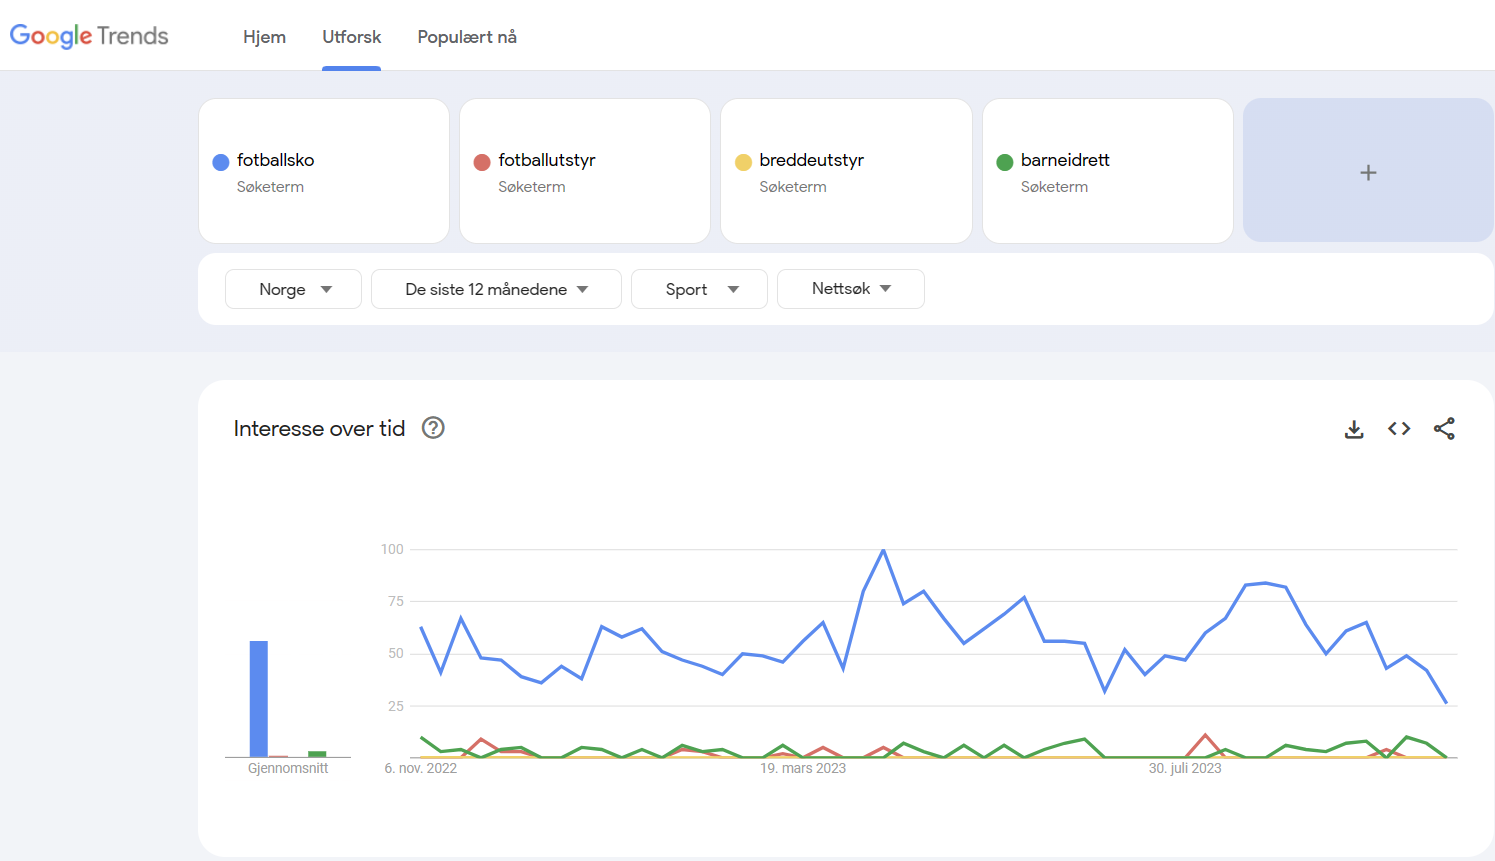 Google Trends
Hjem Utforsk Populært nå
fotballsko
Søketerm
fotballutstyr
Søketerm
breddeutstyr
Søketerm
barneidrett
Søketerm
+
Norge De siste 12 månedene Sport Nettsøk
Interesse over tid ?
100
75
50
25
Gjennomsnitt 6. nov. 2022 19. mars 2023 30. juli 2023